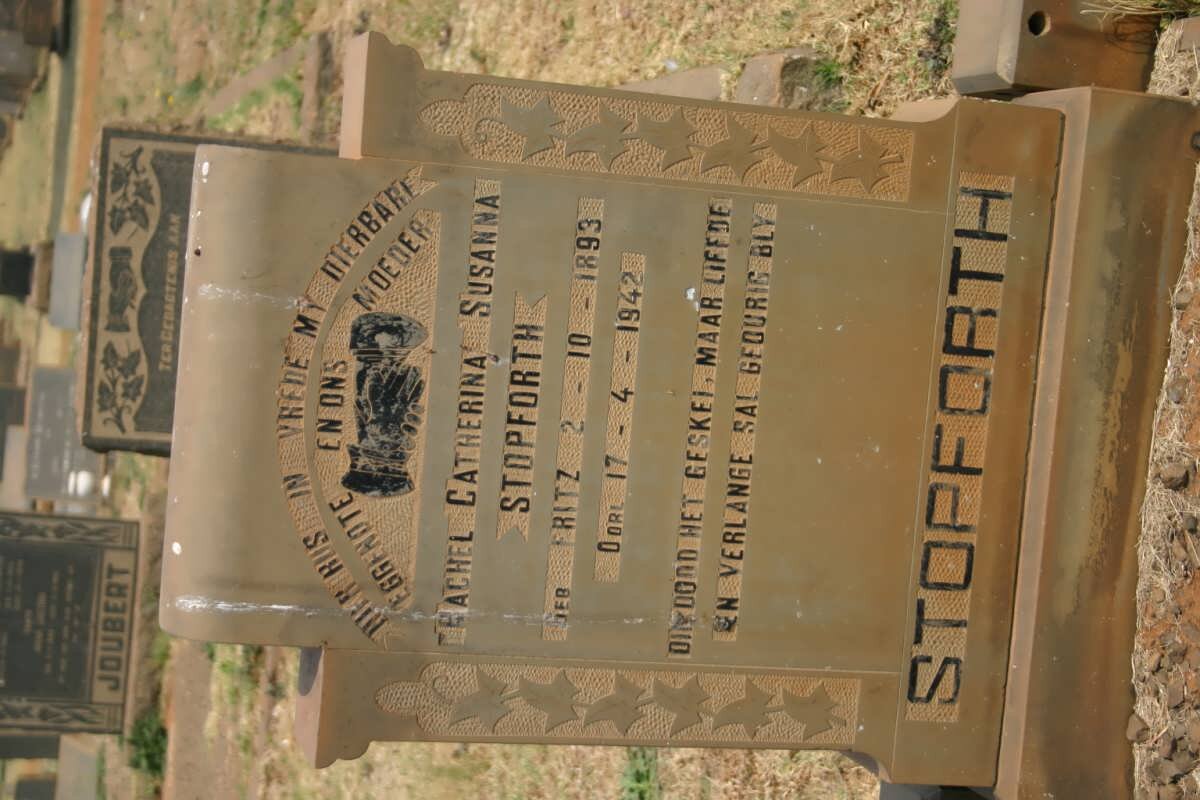 HIER RUS IN VREDE MY DIERBARE
EGGENOTE EN ONS MOEDER
RACHEL CATHERINA SUSANNA
STOPFORTH
GEB FRITZ 2 - 10 - 1893
OORL 17 - 4 - 1942
DIE DOOD HET GESKEI, MAAR LIEFDE
EN VERLANGE SAL GEDURIG BLY
STOPFORTH
TER GEDAGTENIS AAN
JOUBERT